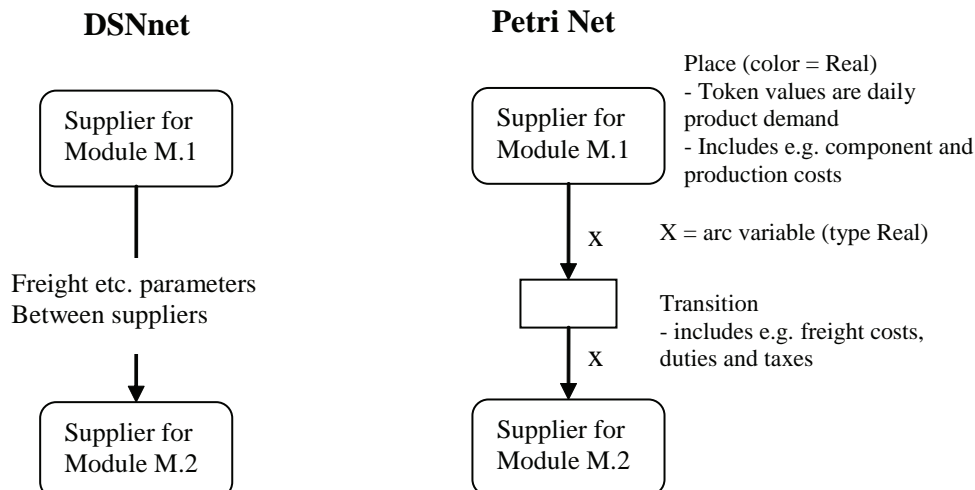 DSNnet
Supplier for
Module M.1
Freight etc. parameters
Between suppliers
Supplier for
Module M.2
Petri Net
Supplier for
Module M.1
Place (color = Real)
- Token values are daily
product demand
- Includes e.g. component and
production costs
x
X = arc variable (type Real)
Transition
- includes e.g. freight costs,
duties and taxes
x
Supplier for
Module M.2